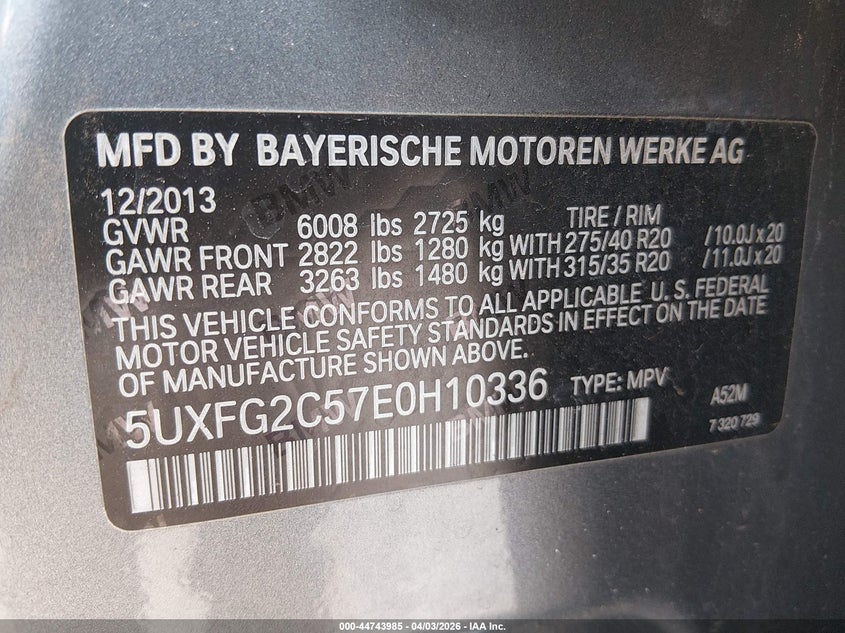 MFD BY BAYERISCHE MOTOREN WERKE AG
12/2013 TIRE / RIM
GVWR 6008 lbs 2725 kg
GAWR FRONT 2822 lbs 1280 kg WITH 275/40 R20 / 10.0J x 20
GAWR REAR 3263 lbs 1480 kg WITH 315/35 R20 / 11.0J x 20
THIS VEHICLE CONFORMS TO ALL APPLICABLE U. S. FEDERAL
MOTOR VEHICLE SAFETY STANDARDS IN EFFECT ON THE DATE
OF MANUFACTURE SHOWN ABOVE.
5UXFG2C57E0H10336 TYPE: MPV A52M
7 320 729
000-44743985 - 04/03/2026 - IAA Inc.